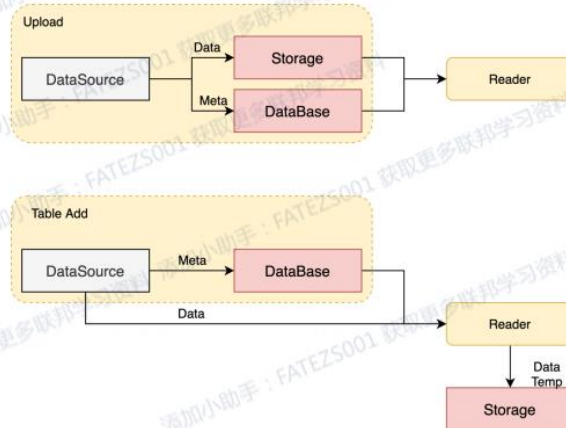 Upload
DataSource
Data
Meta
Storage
DataBase
Reader
Table Add
DataSource
Meta
DataBase
Data
Reader
Data
Temp
Storage
添加小助手：FATEZS001 获取更多联邦学习资料